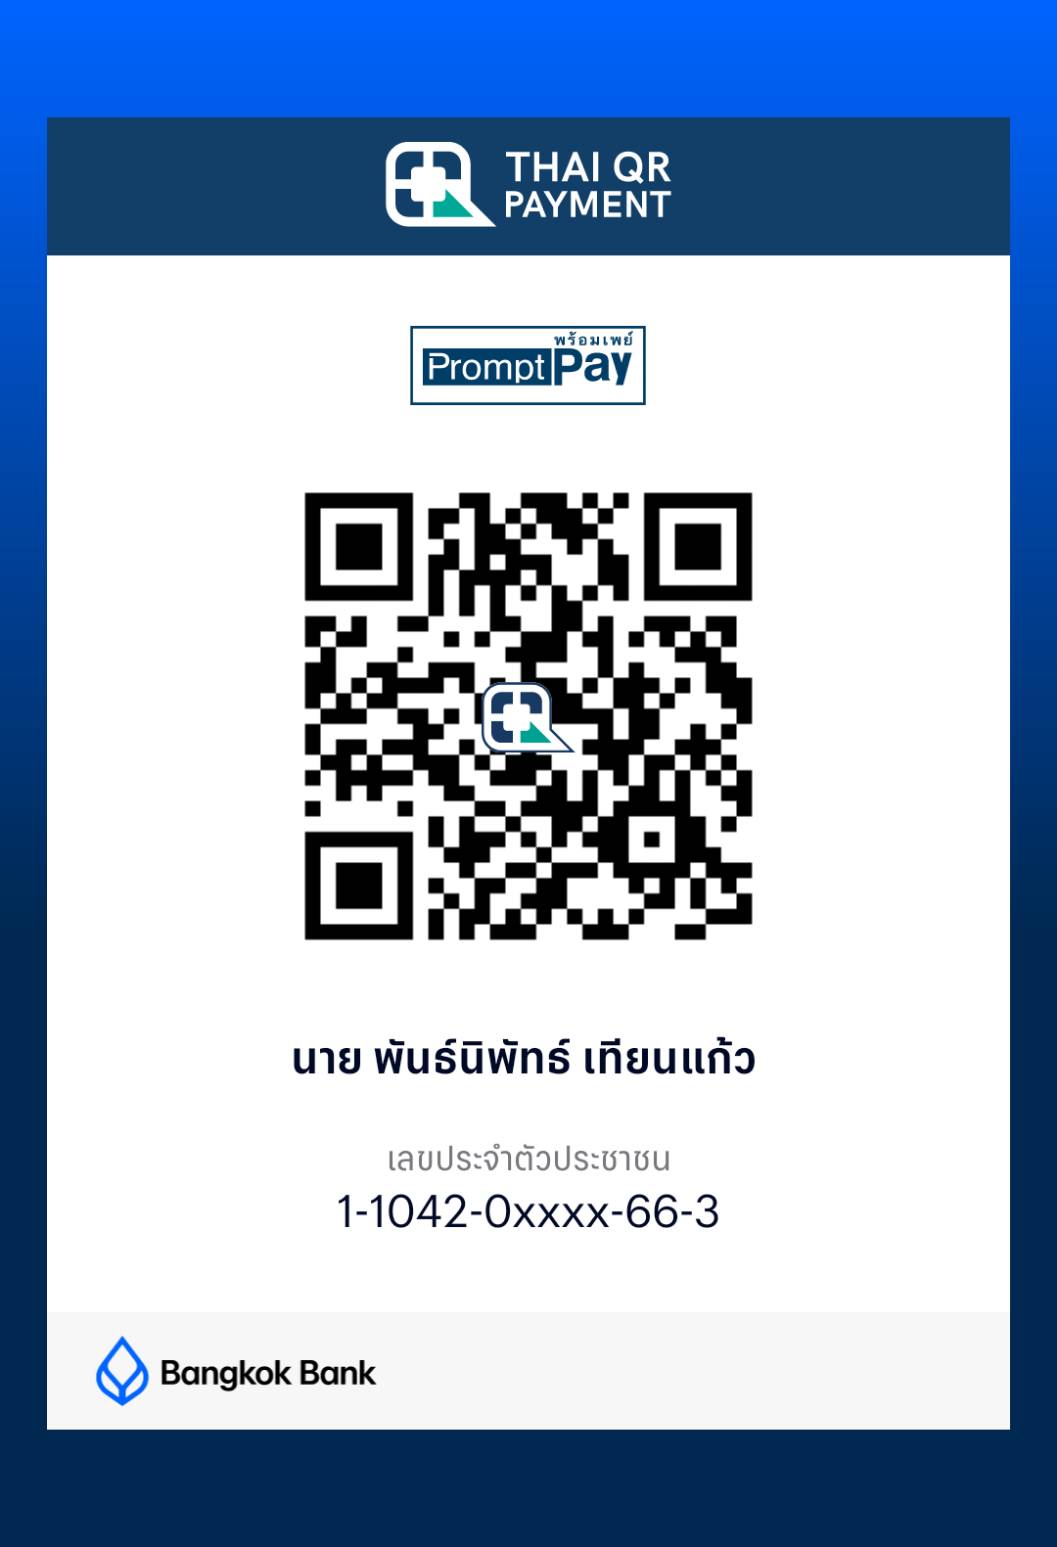 THAI QR
PAYMENT
พร้อมเพย์
PromptPay
นาย พันธ์นิพัทธ์ เทียนแก้ว
เลขประจำตัวประชาชน
1-1042-0xxxx-66-3
Bangkok Bank